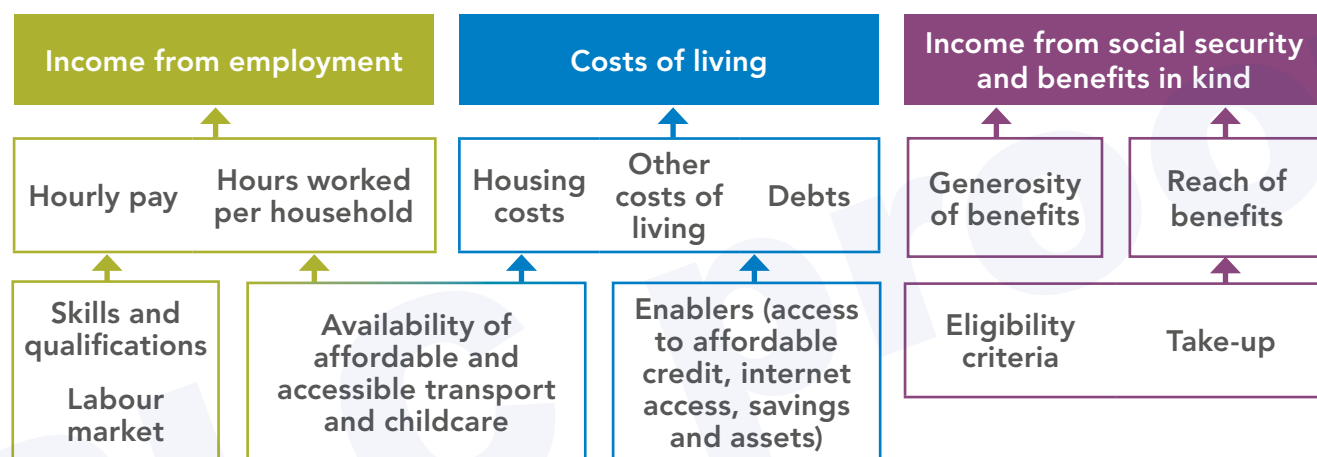 Income from employment
Costs of living
Income from social security
and benefits in kind
Hourly pay
Hours worked
per household
Housing
costs
Other
costs of
living
Debts
Generosity
of benefits
Reach of
benefits
Skills and
qualifications
Labour
market
Availability of
affordable and
accessible transport
and childcare
Enablers (access
to affordable
credit, internet
access, savings
and assets)
Eligibility
criteria
Take-up